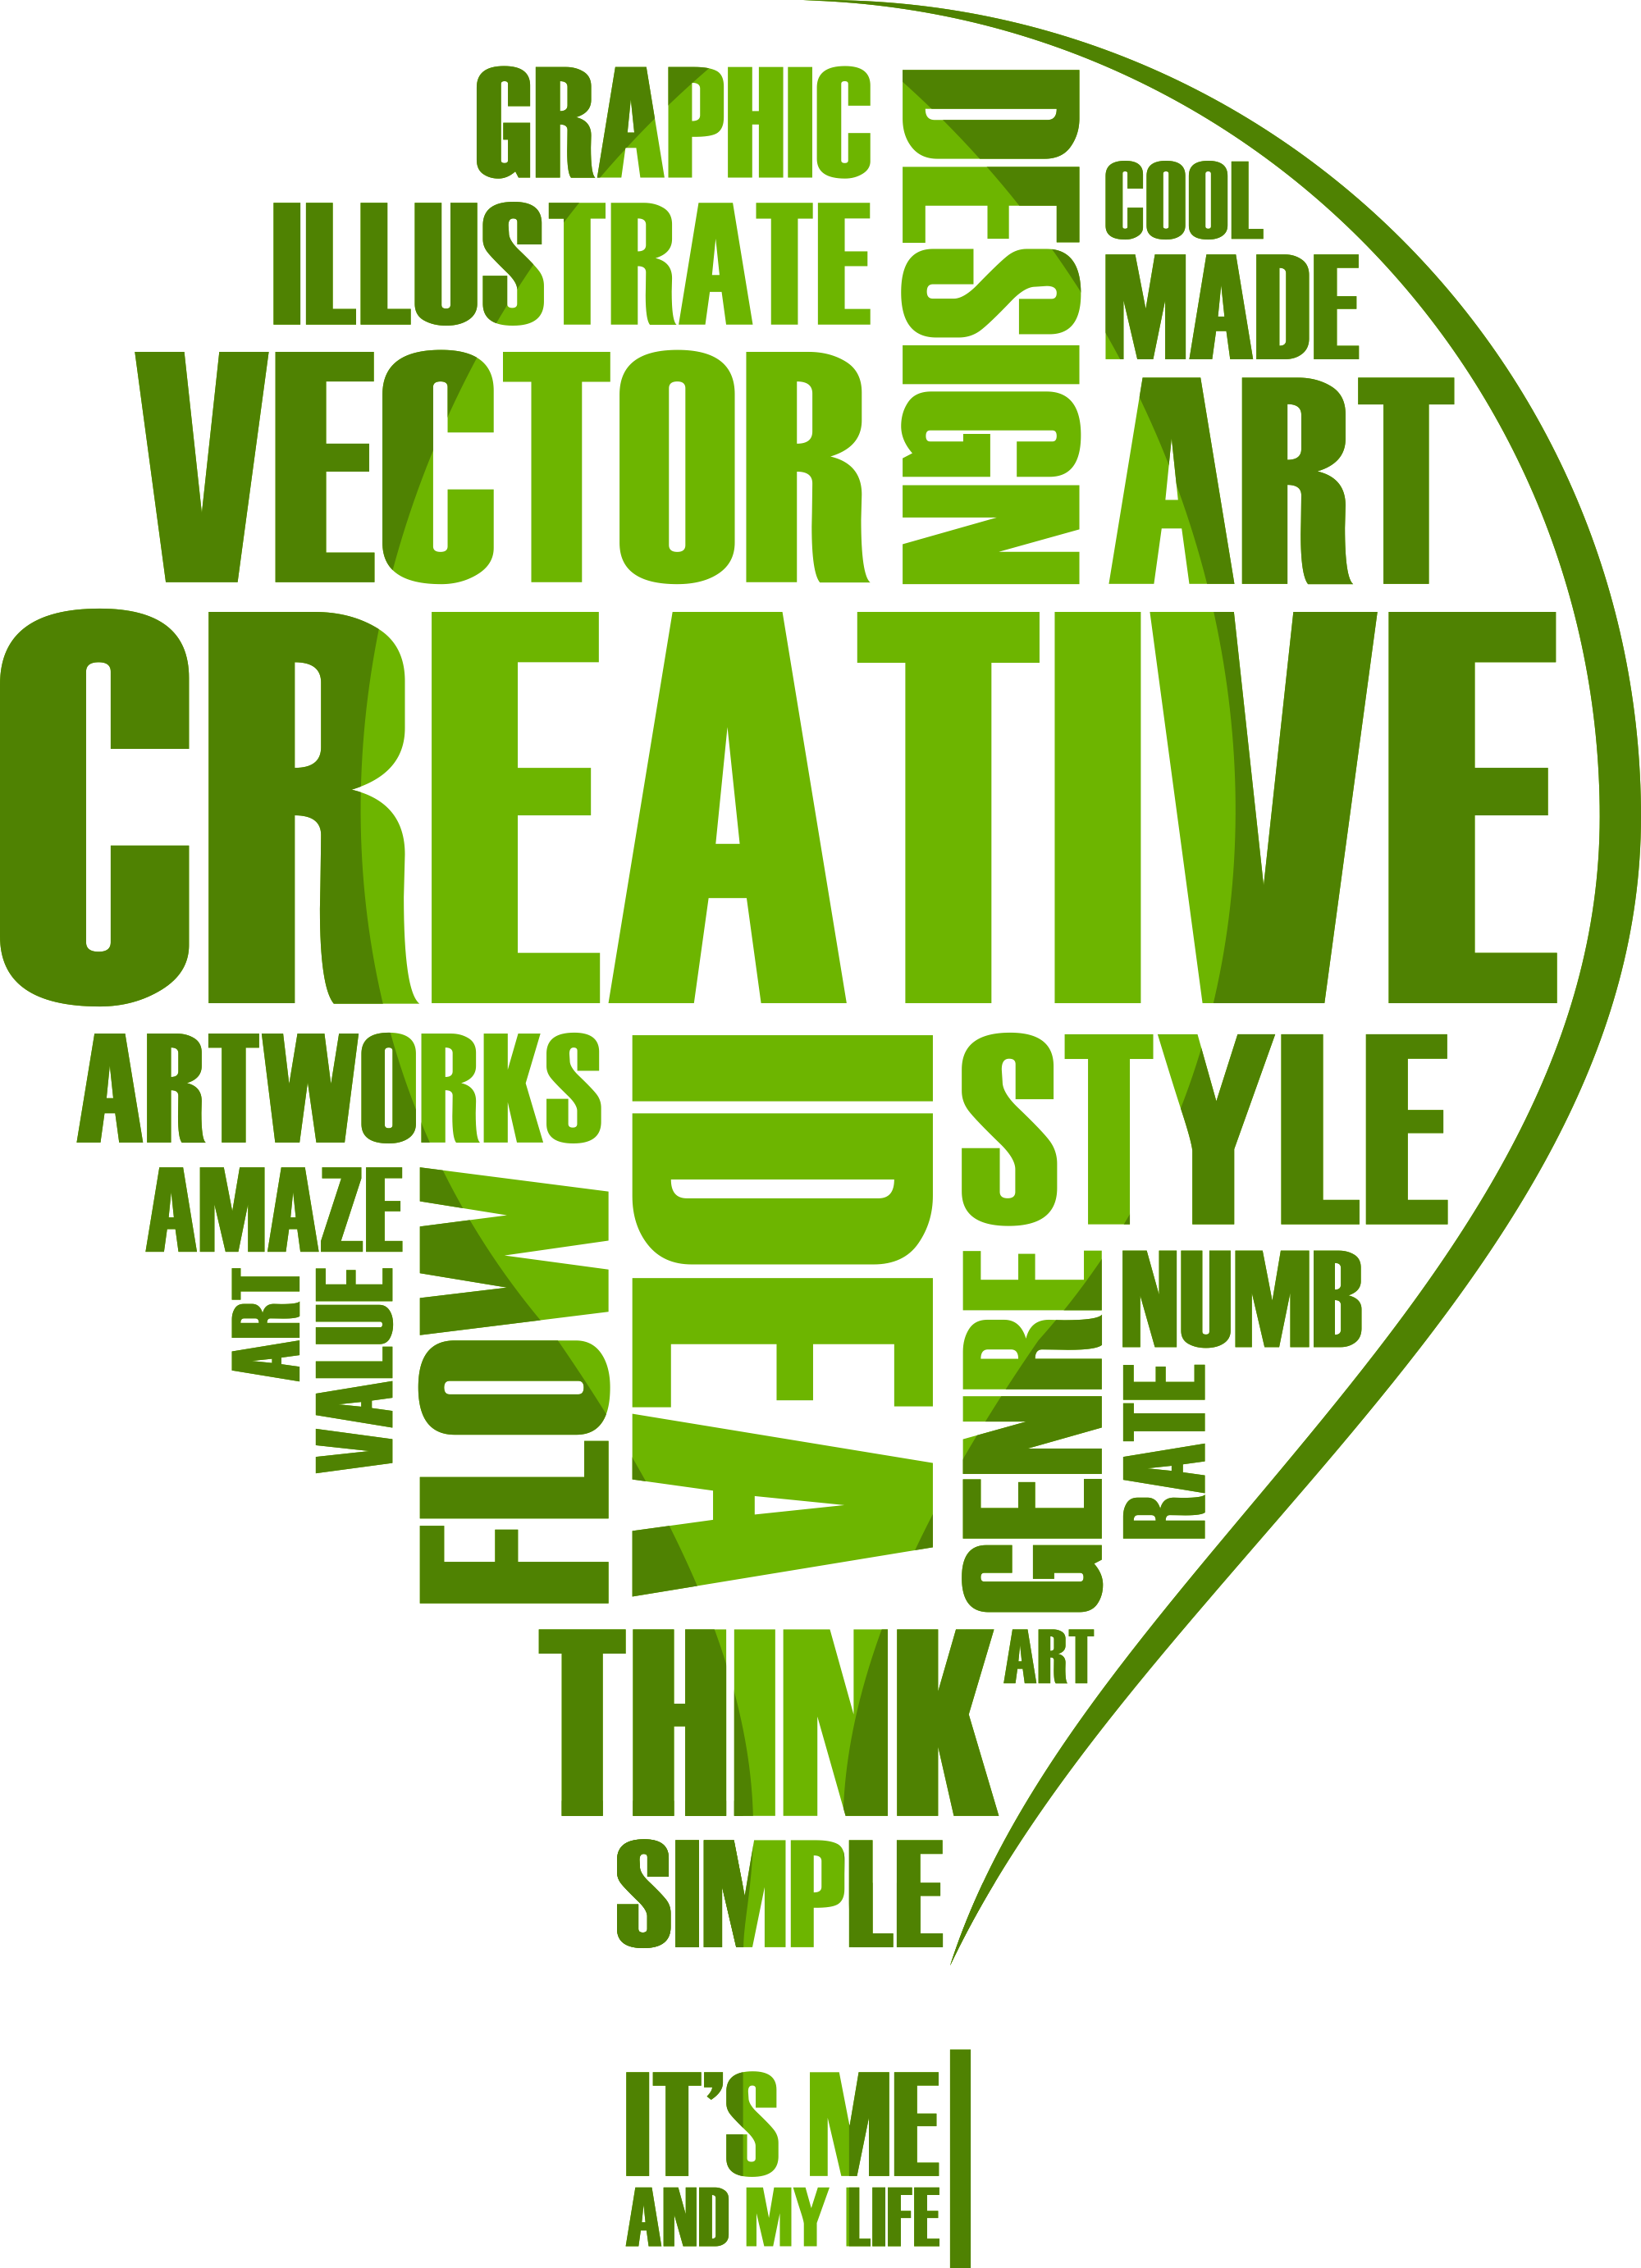 GRAPHIC
DESIGN
COOL
ILLUSTRATE
MADE
VECTOR
ART
CREATIVE
ARTWORKS
IDEA
STYLE
AMAZE
FLOW
GENRE
NUMB
ART
VALUE
RATE
THINK
ART
SIMPLE
IT'S ME
AND MY LIFE